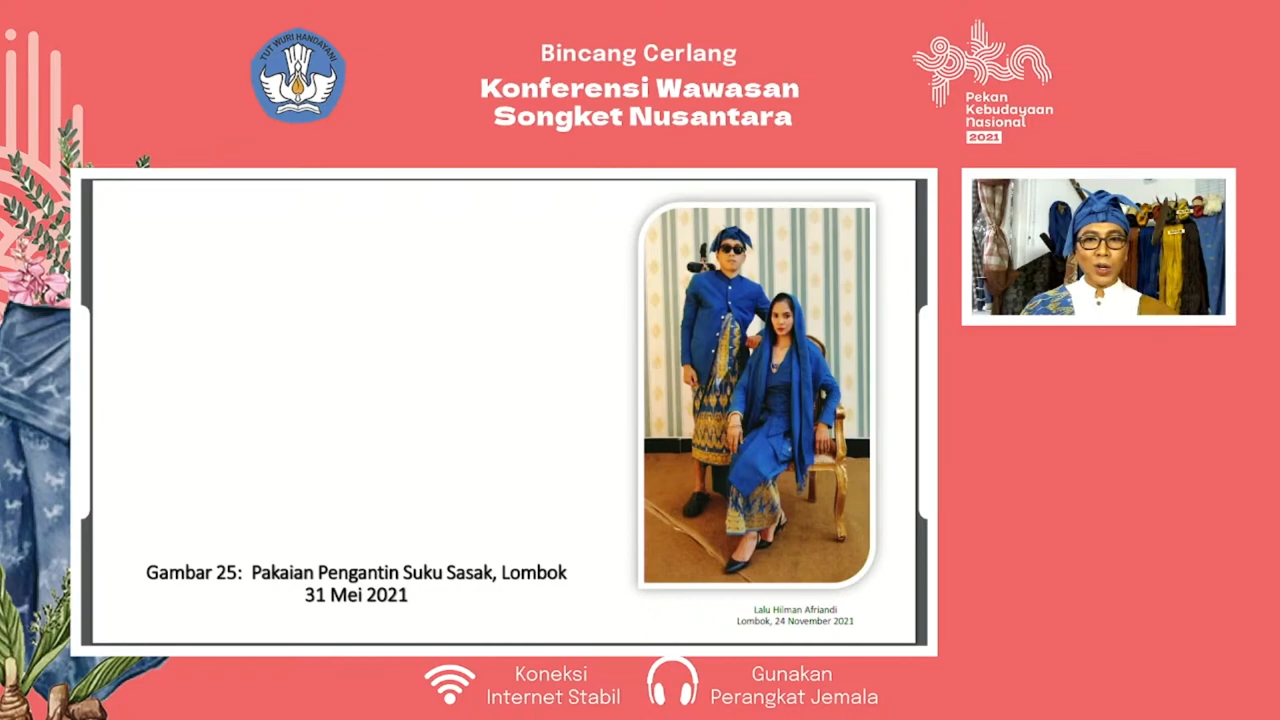 TUT WURI HANDAYANI
Bincang Cerlang
Konferensi Wawasan
Songket Nusantara
pkn
Pekan
Kebudayaan
Nasional
2021
Gambar 25: Pakaian Pengantin Suku Sasak, Lombok
31 Mei 2021
Lalu Hilman Afriandi
Lombok, 24 November 2021
Koneksi
Internet Stabil
Gunakan
Perangkat Jemala